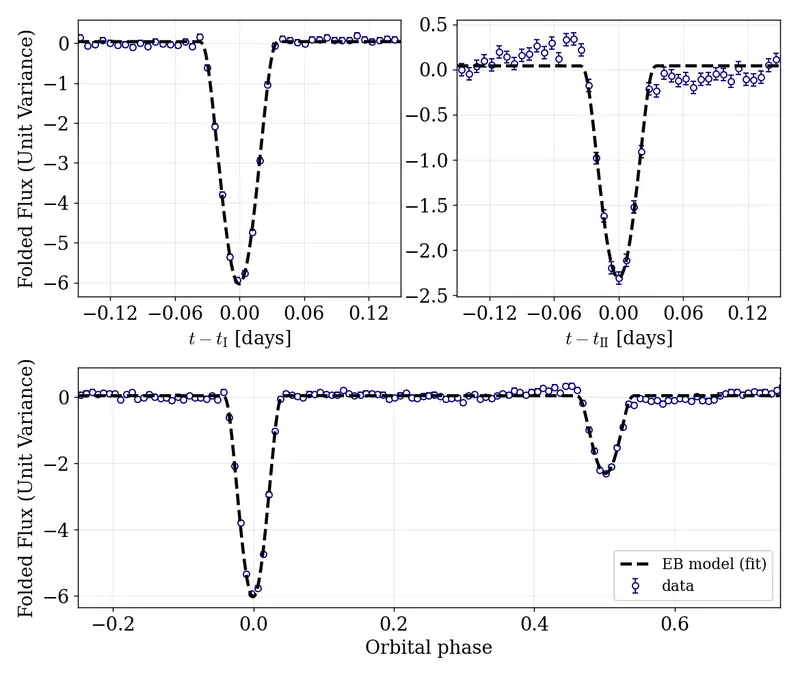 Folded Flux (Unit Variance)
0
−1
−2
−3
−4
−5
−6
−0.12 −0.06 0.00 0.06 0.12
t − tI [days]
0.5
0.0
−0.5
−1.0
−1.5
−2.0
−2.5
−0.12 −0.06 0.00 0.06 0.12
t − tII [days]
Folded Flux (Unit Variance)
0
−2
−4
−6
−0.2 0.0 0.2 0.4 0.6
Orbital phase
EB model (fit)
data